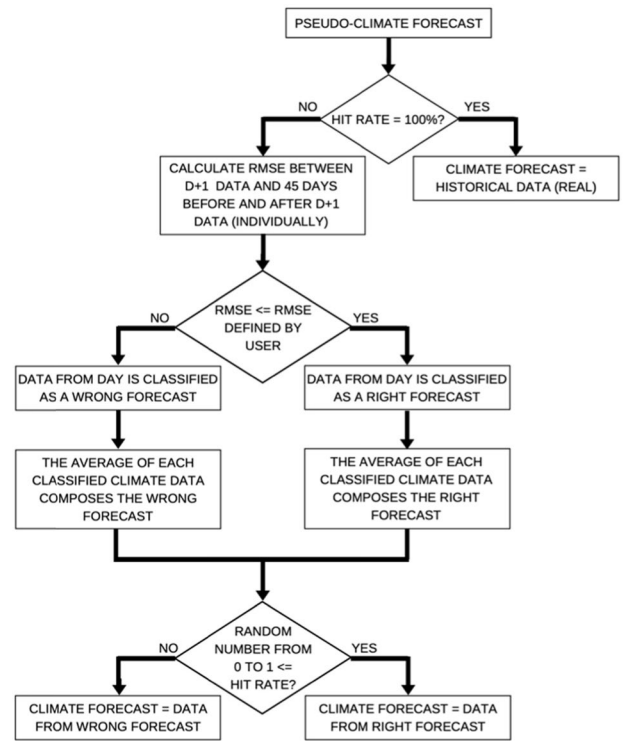 PSEUDO-CLIMATE FORECAST
NO
YES
HIT RATE = 100%?
CALCULATE RMSE BETWEEN
D+1 DATA AND 45 DAYS
BEFORE AND AFTER D+1
DATA (INDIVIDUALLY)
CLIMATE FORECAST =
HISTORICAL DATA (REAL)
NO
YES
RMSE <= RMSE
DEFINED BY
USER
DATA FROM DAY IS CLASSIFIED
AS A WRONG FORECAST
DATA FROM DAY IS CLASSIFIED
AS A RIGHT FORECAST
THE AVERAGE OF EACH
CLASSIFIED CLIMATE DATA
COMPOSES THE WRONG
FORECAST
THE AVERAGE OF EACH
CLASSIFIED CLIMATE DATA
COMPOSES THE RIGHT
FORECAST
NO
YES
RANDOM
NUMBER FROM
0 TO 1 <=
HIT RATE?
CLIMATE FORECAST = DATA
FROM WRONG FORECAST
CLIMATE FORECAST = DATA
FROM RIGHT FORECAST